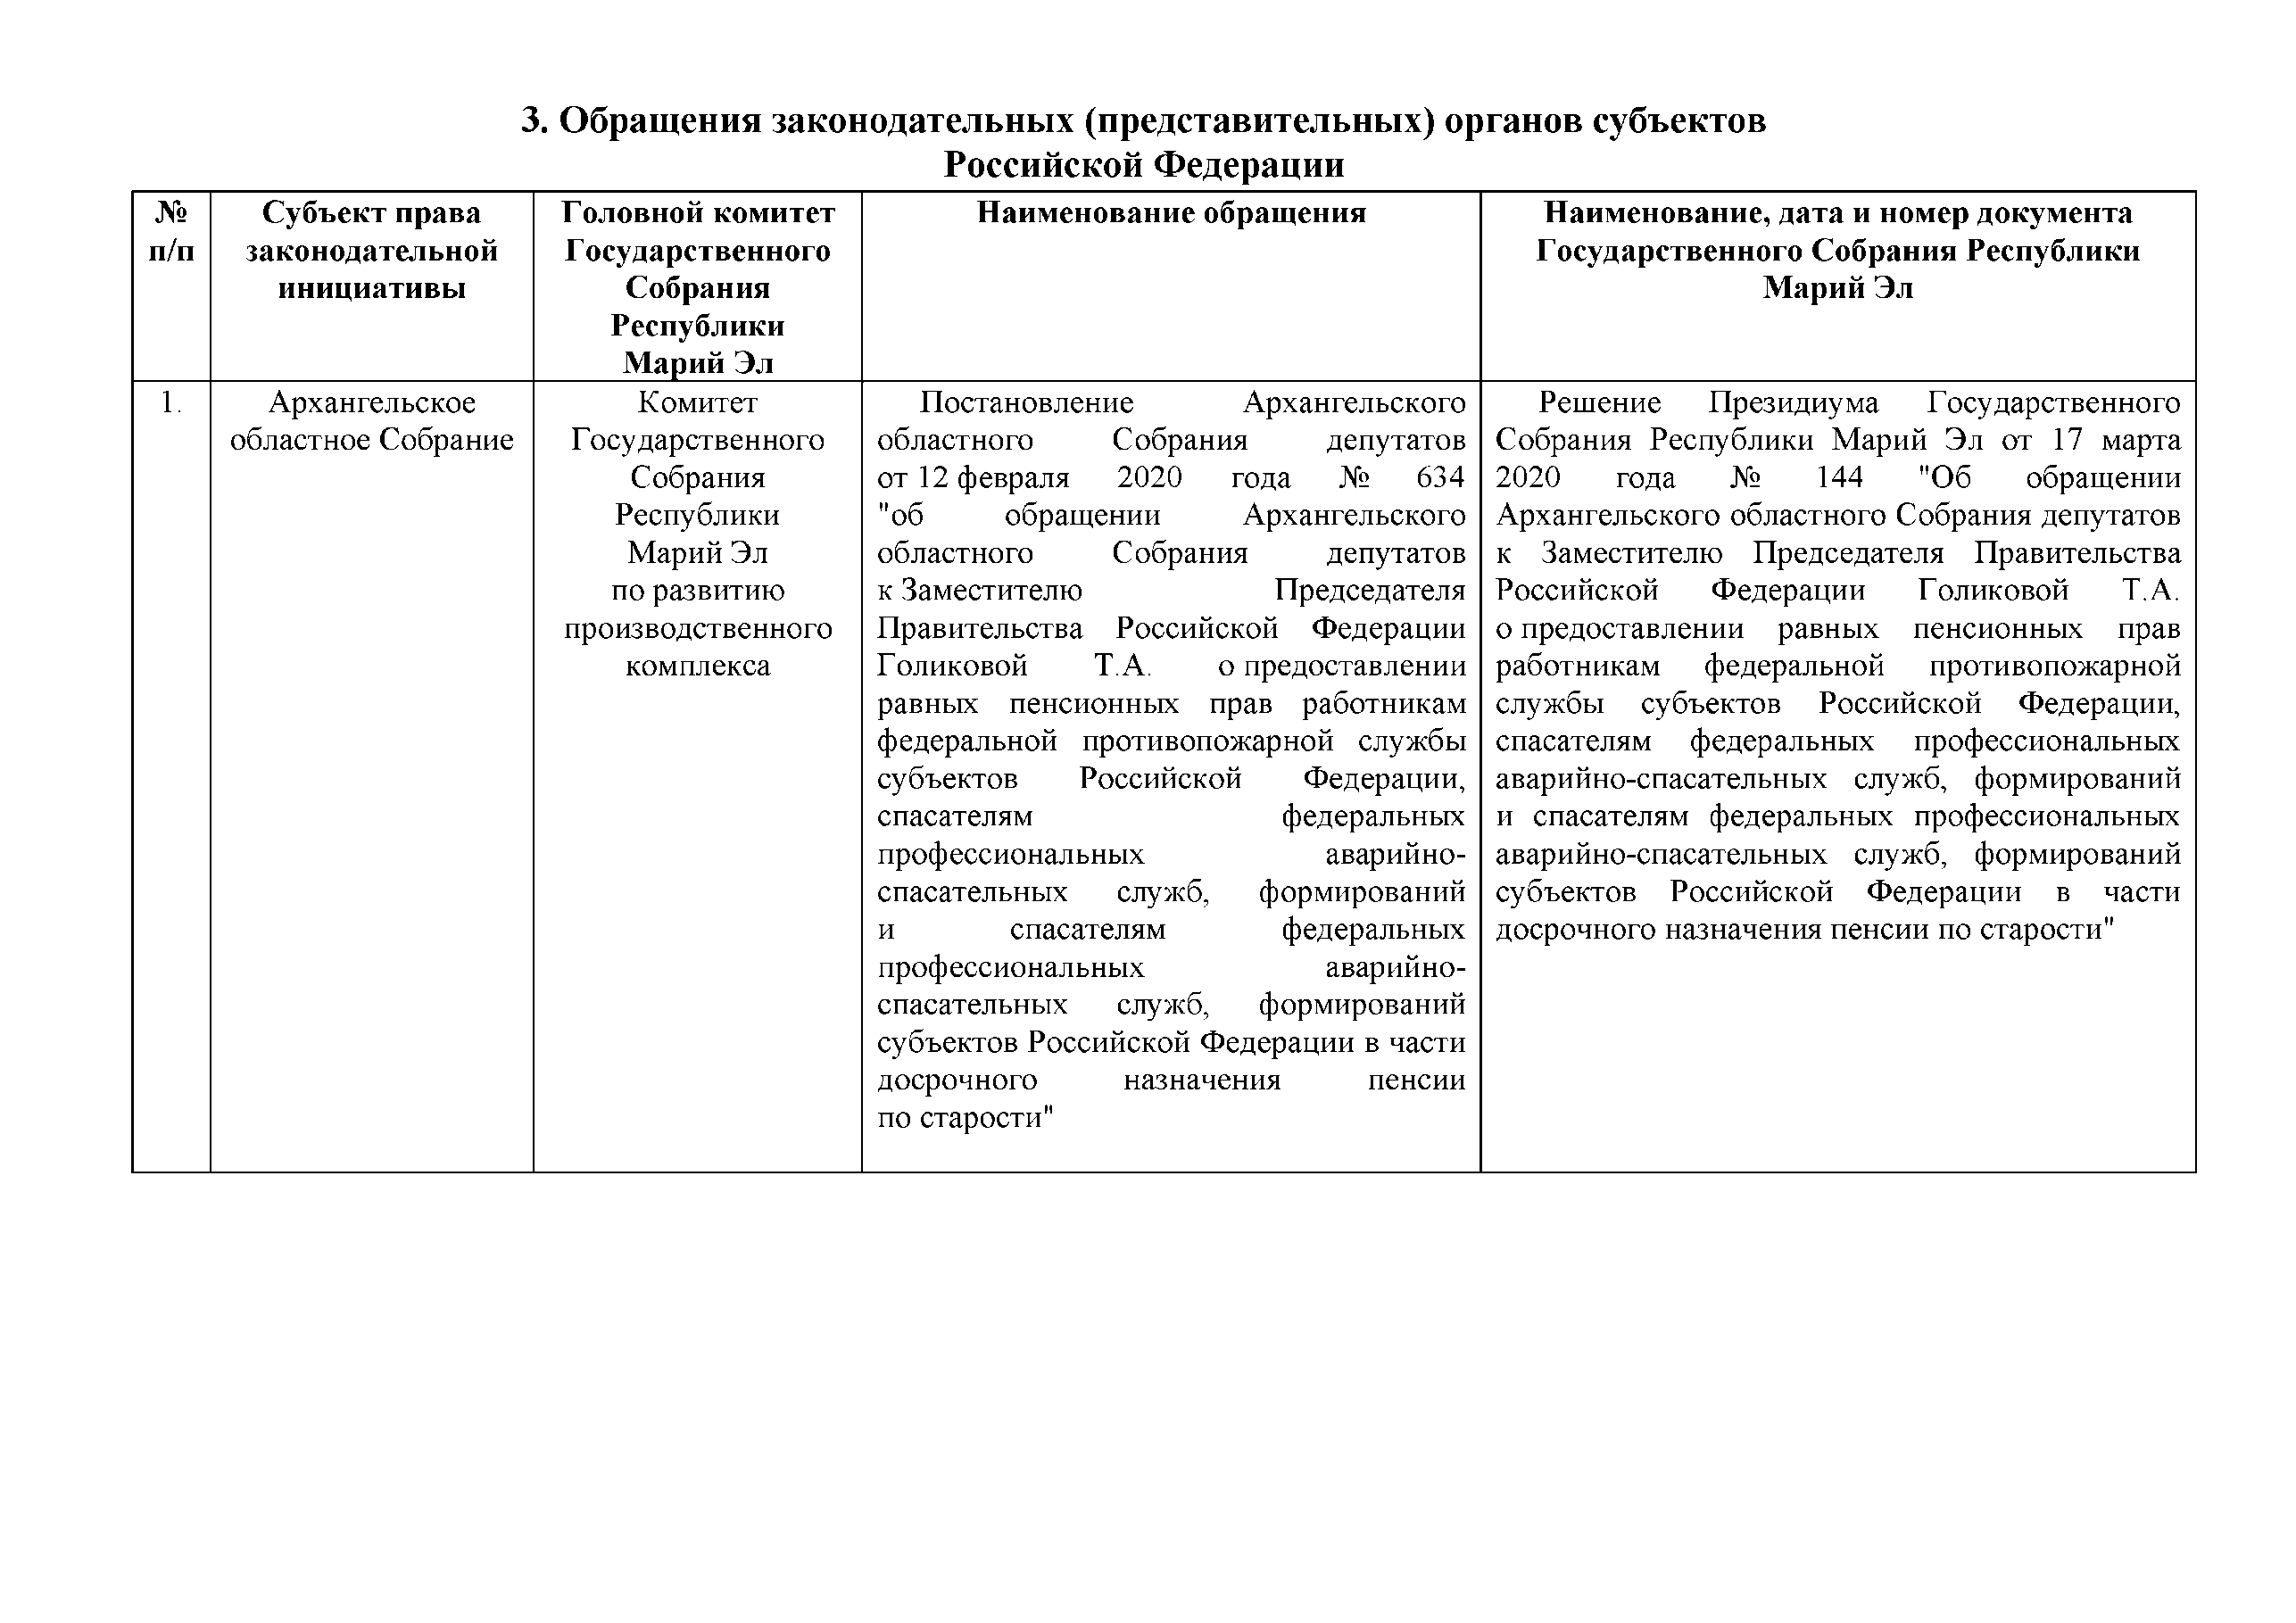 3. Обращения законодательных (представительных) органов субъектов
Российской Федерации
№
п/п
Субъект права
законодательной
инициативы
Головной комитет
Государственного
Собрания
Республики
Марий Эл
Наименование обращения
Наименование, дата и номер документа
Государственного Собрания Республики
Марий Эл
1.
Архангельское
областное Собрание
Комитет
Государственного
Собрания
Республики
Марий Эл
по развитию
производственного
комплекса
Постановление Архангельского
областного Собрания депутатов
от 12 февраля 2020 года № 634
"об обращении Архангельского
областного Собрания депутатов
к Заместителю Председателя
Правительства Российской Федерации
Голиковой Т.А. о предоставлении
равных пенсионных прав работникам
федеральной противопожарной службы
субъектов Российской Федерации,
спасателям федеральных
профессиональных аварийно-
спасательных служб, формирований
и спасателям федеральных
профессиональных аварийно-
спасательных служб, формирований
субъектов Российской Федерации в части
досрочного назначения пенсии
по старости"
Решение Президиума Государственного
Собрания Республики Марий Эл от 17 марта
2020 года № 144 "Об обращении
Архангельского областного Собрания депутатов
к Заместителю Председателя Правительства
Российской Федерации Голиковой Т.А.
о предоставлении равных пенсионных прав
работникам федеральной противопожарной
службы субъектов Российской Федерации,
спасателям федеральных профессиональных
аварийно-спасательных служб, формирований
и спасателям федеральных профессиональных
аварийно-спасательных служб, формирований
субъектов Российской Федерации в части
досрочного назначения пенсии по старости"